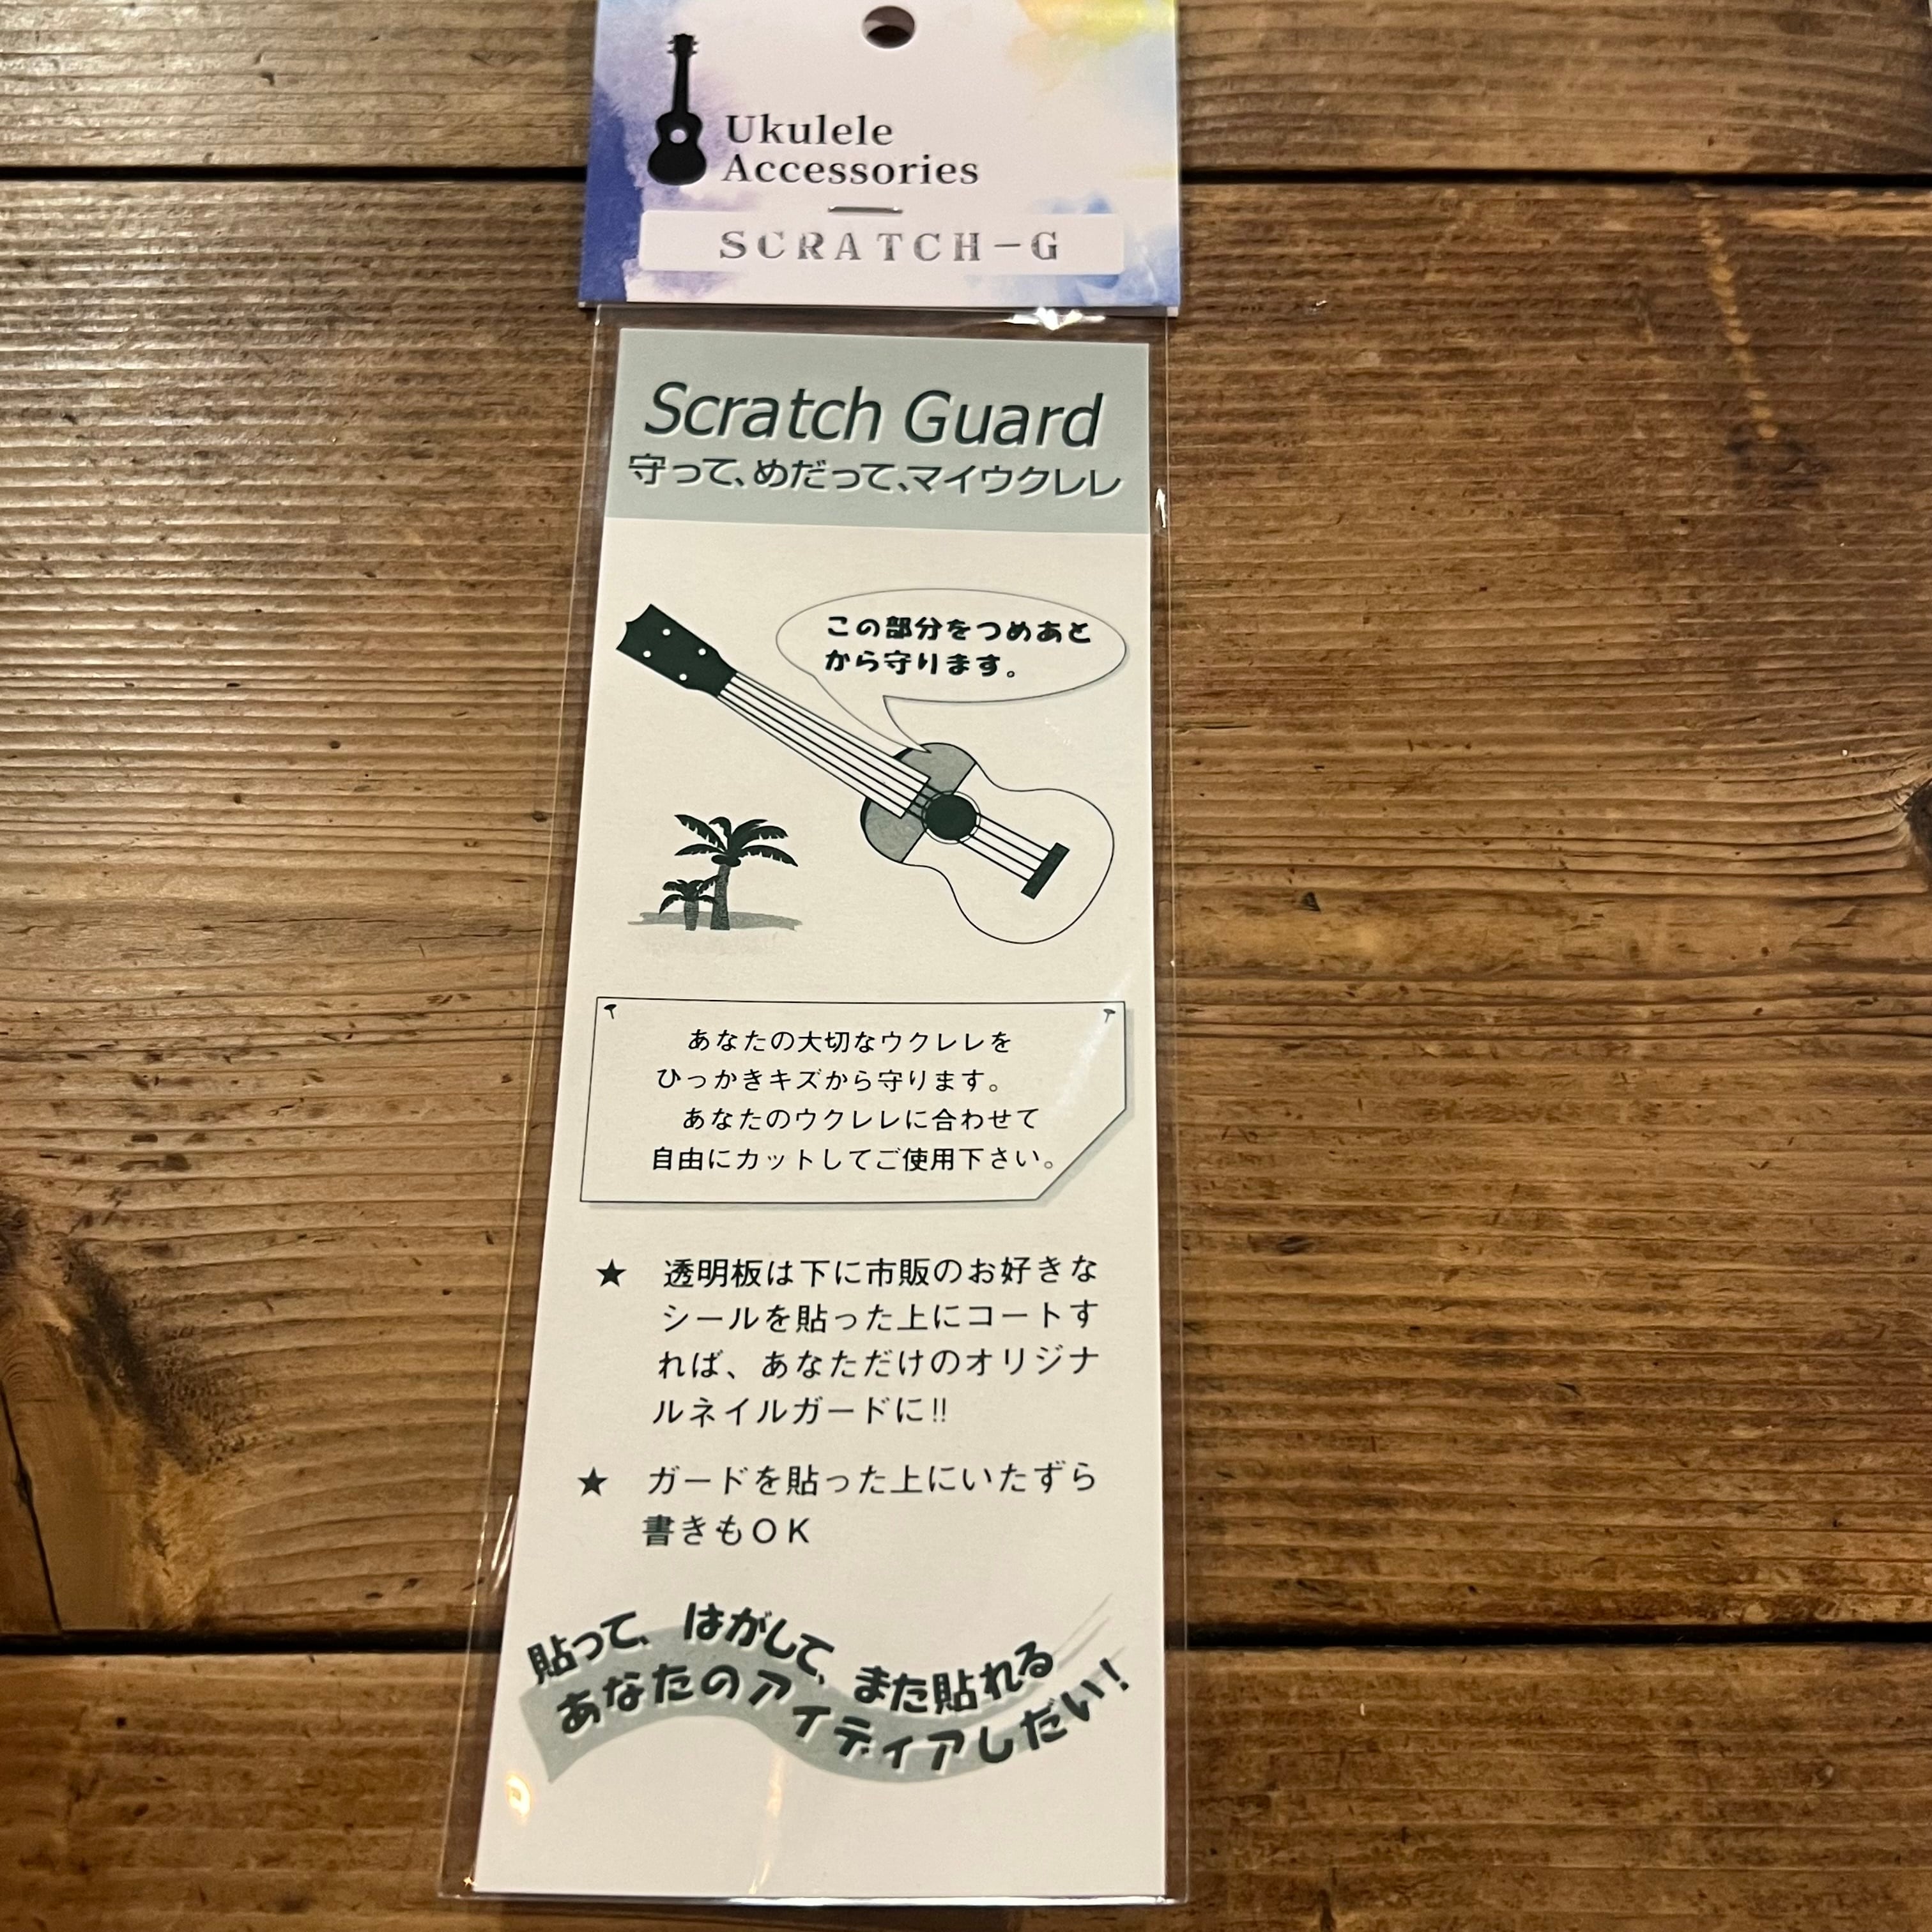 Ukulele
Accessories
SCRATCH-G
Scratch Guard
守って、めだって、マイウクレレ
この部分をつめあと
から守ります。
あなたの大切なウクレレを
ひっかきキズから守ります。
あなたのウクレレに合わせて
自由にカットしてご使用下さい。
★ 透明板は下に市販のお好きな
シールを貼った上にコートす
れば、あなただけのオリジナ
ルネイルガードに!!
★ ガードを貼った上にいたずら
書きもOK
貼って、はがして、また貼れる
あなたのアイディアしだい!